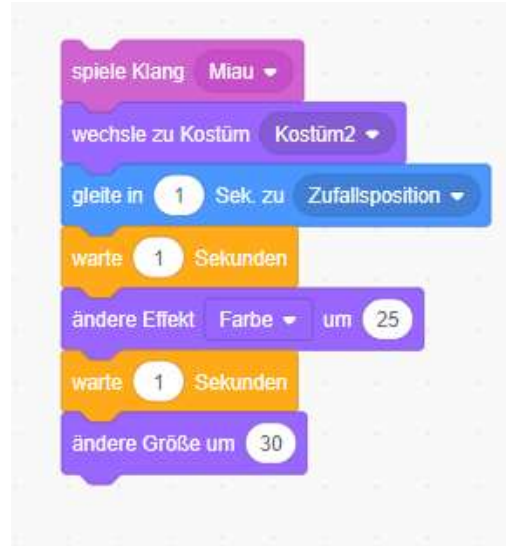 spiele Klang Miau
wechsle zu Kostüm Kostüm2
gleite in 1 Sek. zu Zufallsposition
warte 1 Sekunden
ändere Effekt Farbe um 25
warte 1 Sekunden
ändere Größe um 30